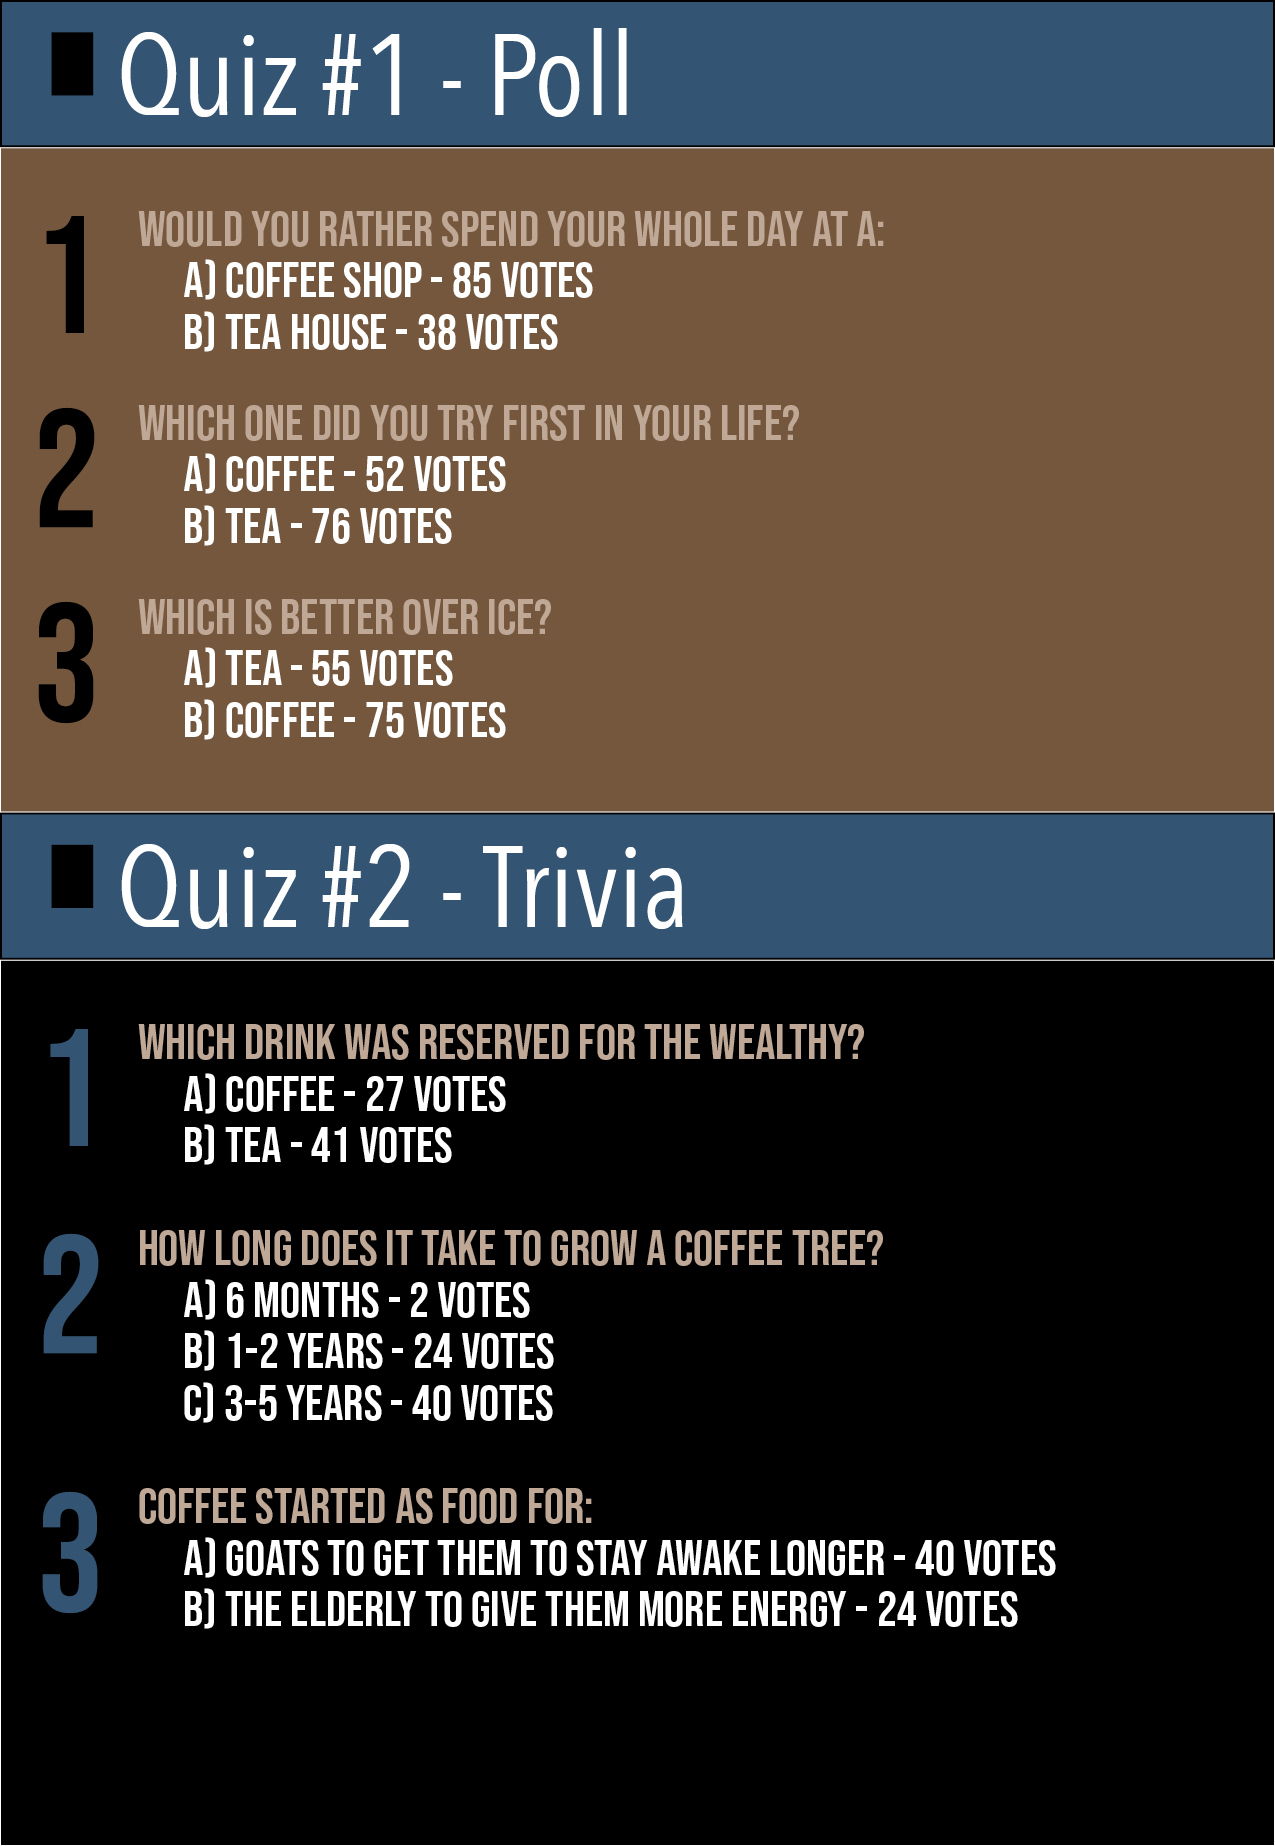 Quiz #1 - Poll
1
WOULD YOU RATHER SPEND YOUR WHOLE DAY AT A:
A) COFFEE SHOP - 85 VOTES
B) TEA HOUSE - 38 VOTES
2
WHICH ONE DID YOU TRY FIRST IN YOUR LIFE?
A) COFFEE - 52 VOTES
B) TEA - 76 VOTES
3
WHICH IS BETTER OVER ICE?
A) TEA - 55 VOTES
B) COFFEE - 75 VOTES
Quiz #2 - Trivia
1
WHICH DRINK WAS RESERVED FOR THE WEALTHY?
A) COFFEE - 27 VOTES
B) TEA - 41 VOTES
2
HOW LONG DOES IT TAKE TO GROW A COFFEE TREE?
A) 6 MONTHS - 2 VOTES
B) 1-2 YEARS - 24 VOTES
C) 3-5 YEARS - 40 VOTES
3
COFFEE STARTED AS FOOD FOR:
A) GOATS TO GET THEM TO STAY AWAKE LONGER - 40 VOTES
B) THE ELDERLY TO GIVE THEM MORE ENERGY - 24 VOTES